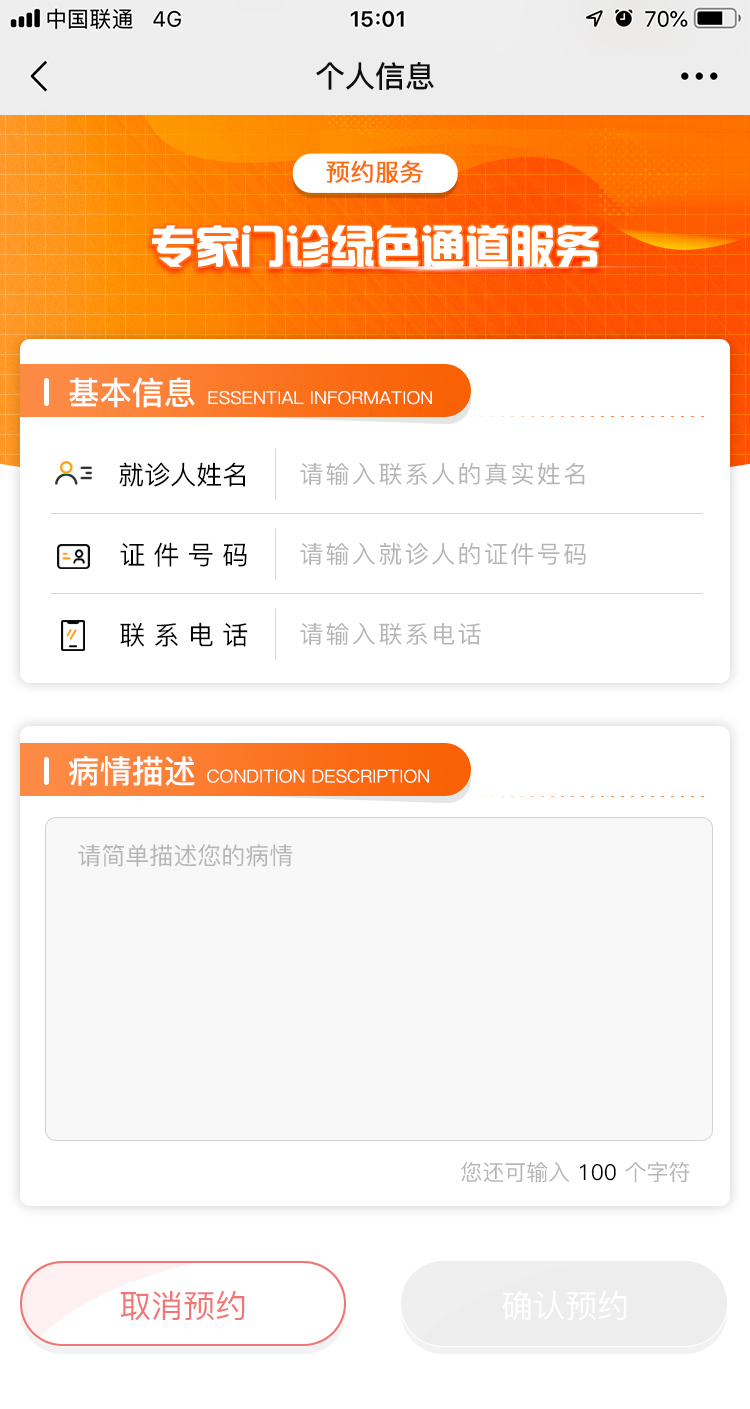 中国联通 4G 15:01 70%
个人信息
预约服务
专家门诊绿色通道服务
基本信息 ESSENTIAL INFORMATION
就诊人姓名 请输入联系人的真实姓名
证件号码 请输入就诊人的证件号码
联系电话 请输入联系电话
病情描述 CONDITION DESCRIPTION
请简单描述您的病情
您还可输入 100 个字符
取消预约 确认预约